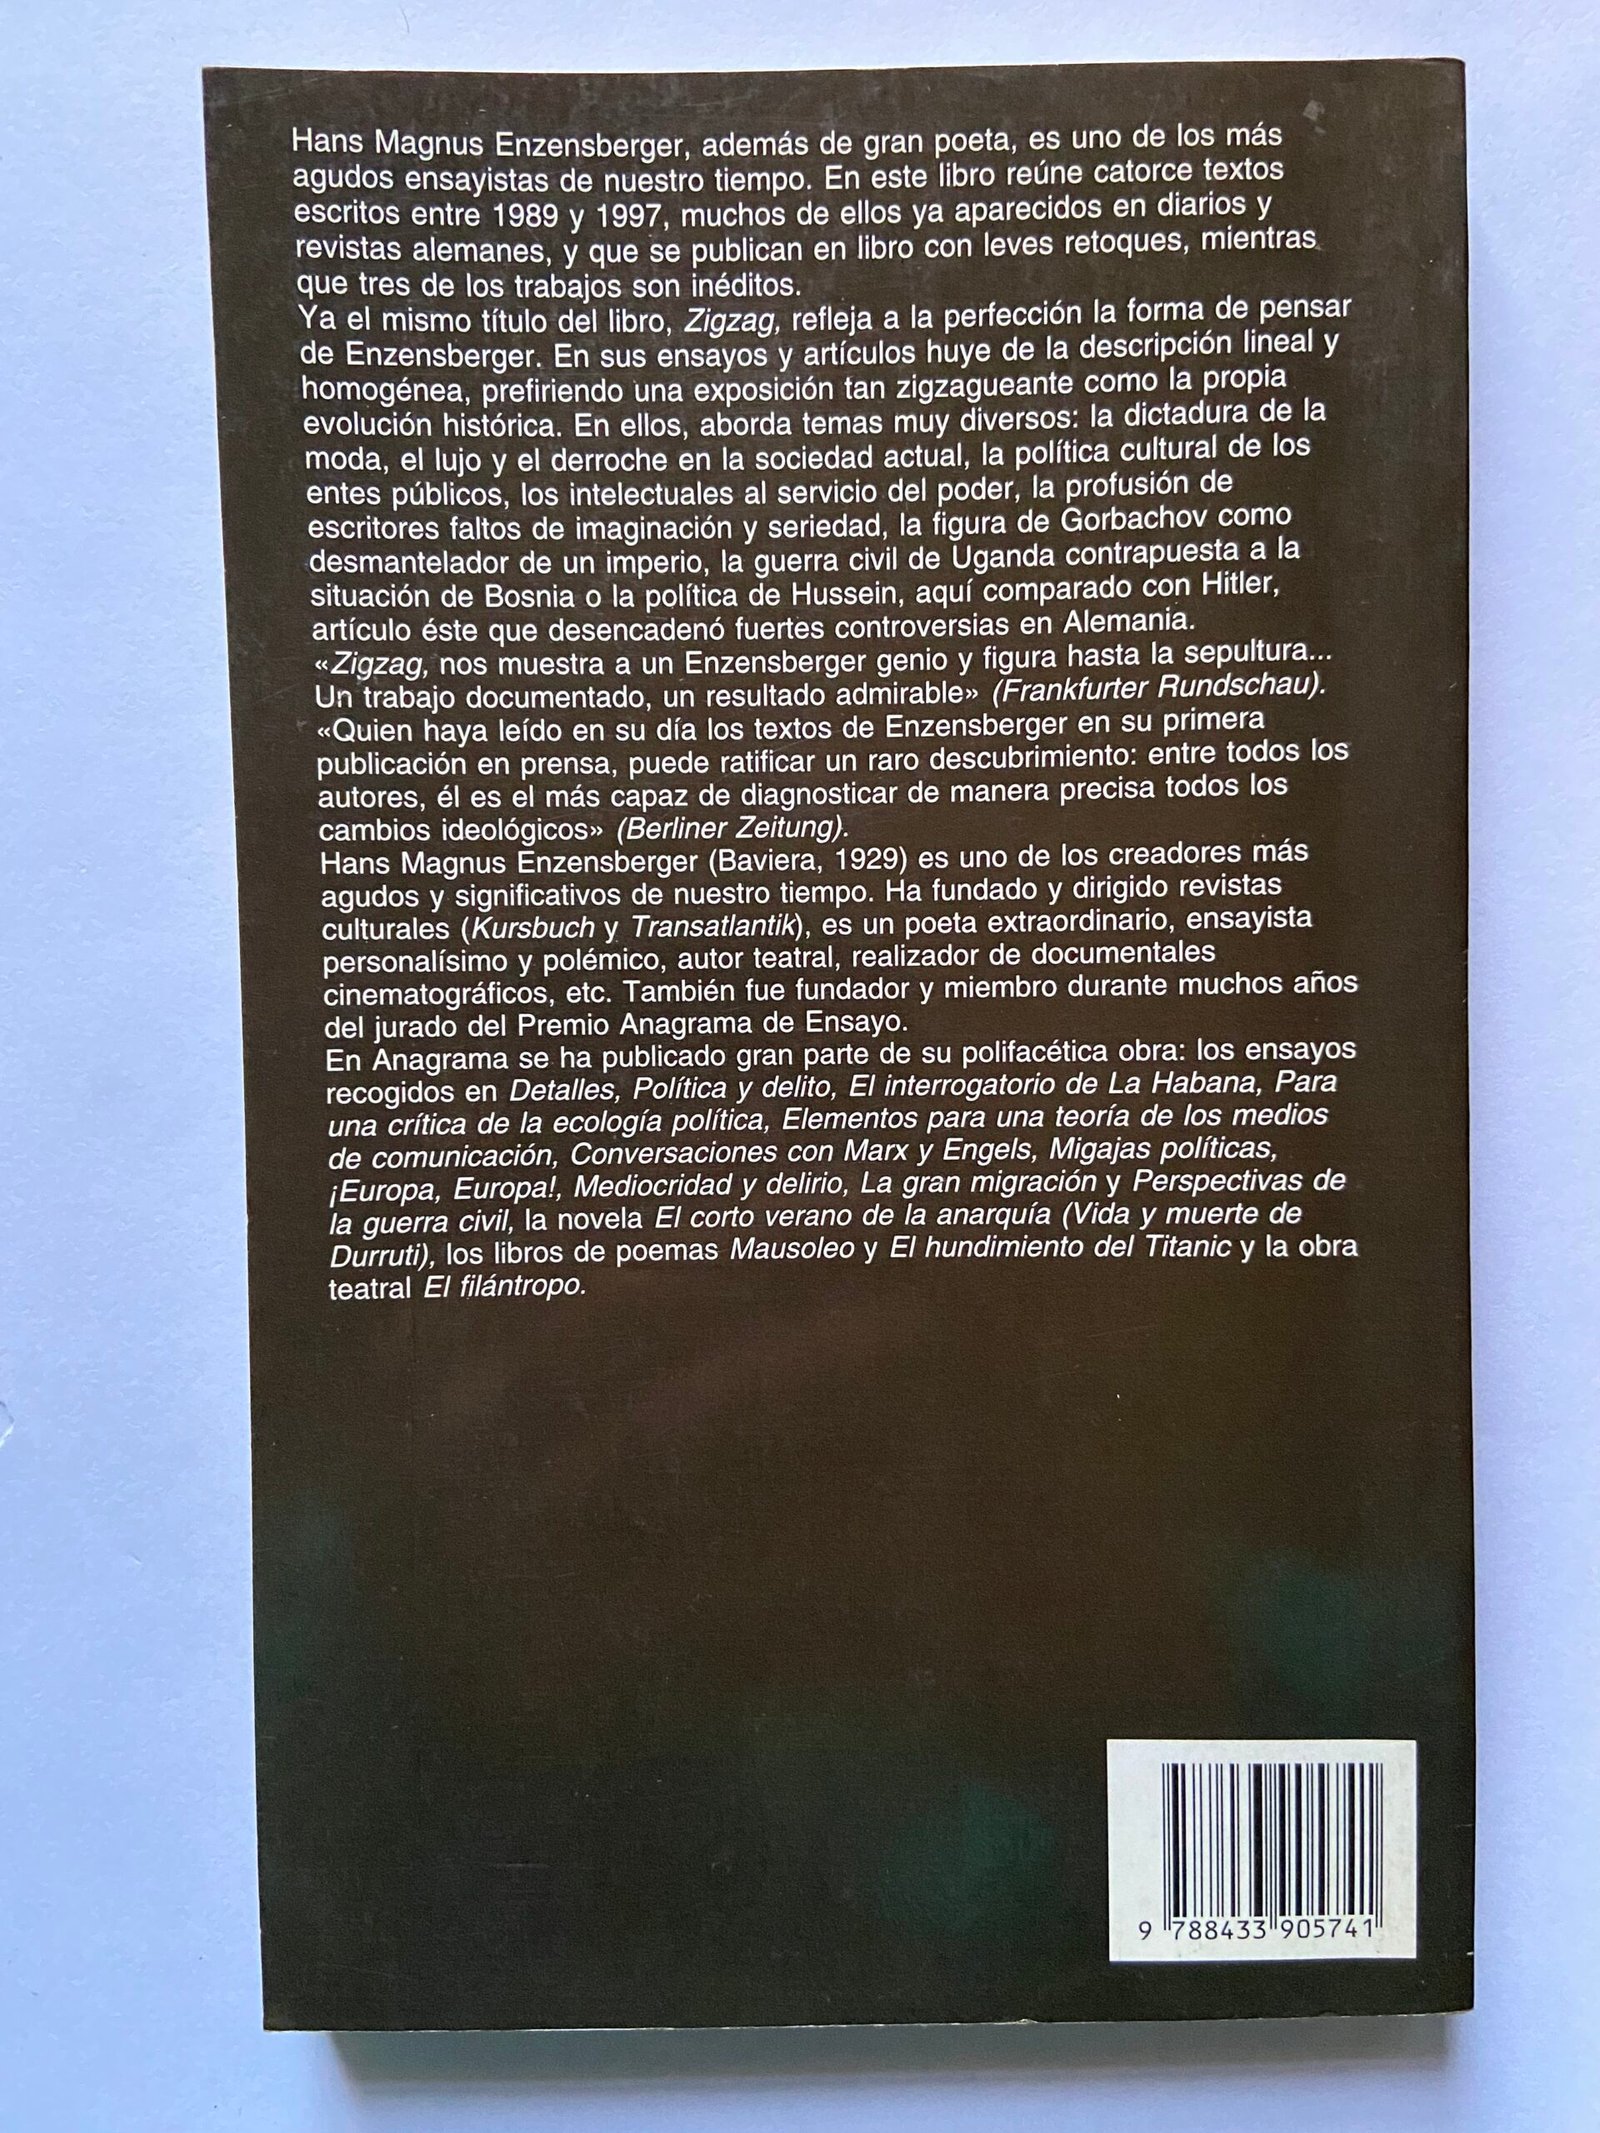 Hans Magnus Enzensberger, además de gran poeta, es uno de los más
agudos ensayistas de nuestro tiempo. En este libro reúne catorce textos
escritos entre 1989 y 1997, muchos de ellos ya aparecidos en diarios y
revistas alemanes, y que se publican en libro con leves retoques, mientras
que tres de los trabajos son inéditos.
Ya el mismo título del libro, Zigzag, refleja a la perfección la forma de pensar
de Enzensberger. En sus ensayos y artículos huye de la descripción lineal y
homogénea, prefiriendo una exposición tan zigzagueante como la propia
evolución histórica. En ellos, aborda temas muy diversos: la dictadura de la
moda, el lujo y el derroche en la sociedad actual, la política cultural de los
entes públicos, los intelectuales al servicio del poder, la profusión de
escritores faltos de imaginación y seriedad, la figura de Gorbachov como
desmantelador de un imperio, la guerra civil de Uganda contrapuesta a la
situación de Bosnia o la política de Hussein, aquí comparado con Hitler,
artículo éste que desencadenó fuertes controversias en Alemania.
«Zigzag, nos muestra a un Enzensberger genio y figura hasta la sepultura...
Un trabajo documentado, un resultado admirable» (Frankfurter Rundschau).
«Quien haya leído en su día los textos de Enzensberger en su primera
publicación en prensa, puede ratificar un raro descubrimiento: entre todos los
autores, él es el más capaz de diagnosticar de manera precisa todos los
cambios ideológicos» (Berliner Zeitung).
Hans Magnus Enzensberger (Baviera, 1929) es uno de los creadores más
agudos y significativos de nuestro tiempo. Ha fundado y dirigido revistas
culturales (Kursbuch y Transatlantik), es un poeta extraordinario, ensayista
personalísimo y polémico, autor teatral, realizador de documentales
cinematográficos, etc. También fue fundador y miembro durante muchos años
del jurado del Premio Anagrama de Ensayo.
En Anagrama se ha publicado gran parte de su polifacética obra: los ensayos
recogidos en Detalles, Política y delito, El interrogatorio de La Habana, Para
una crítica de la ecología política, Elementos para una teoría de los medios
de comunicación, Conversaciones con Marx y Engels, Migajas políticas,
¡Europa, Europa!, Mediocridad y delirio, La gran migración y Perspectivas de
la guerra civil, la novela El corto verano de la anarquía (Vida y muerte de
Durruti), los libros de poemas Mausoleo y El hundimiento del Titanic y la obra
teatral El filántropo.
9 788433 905741